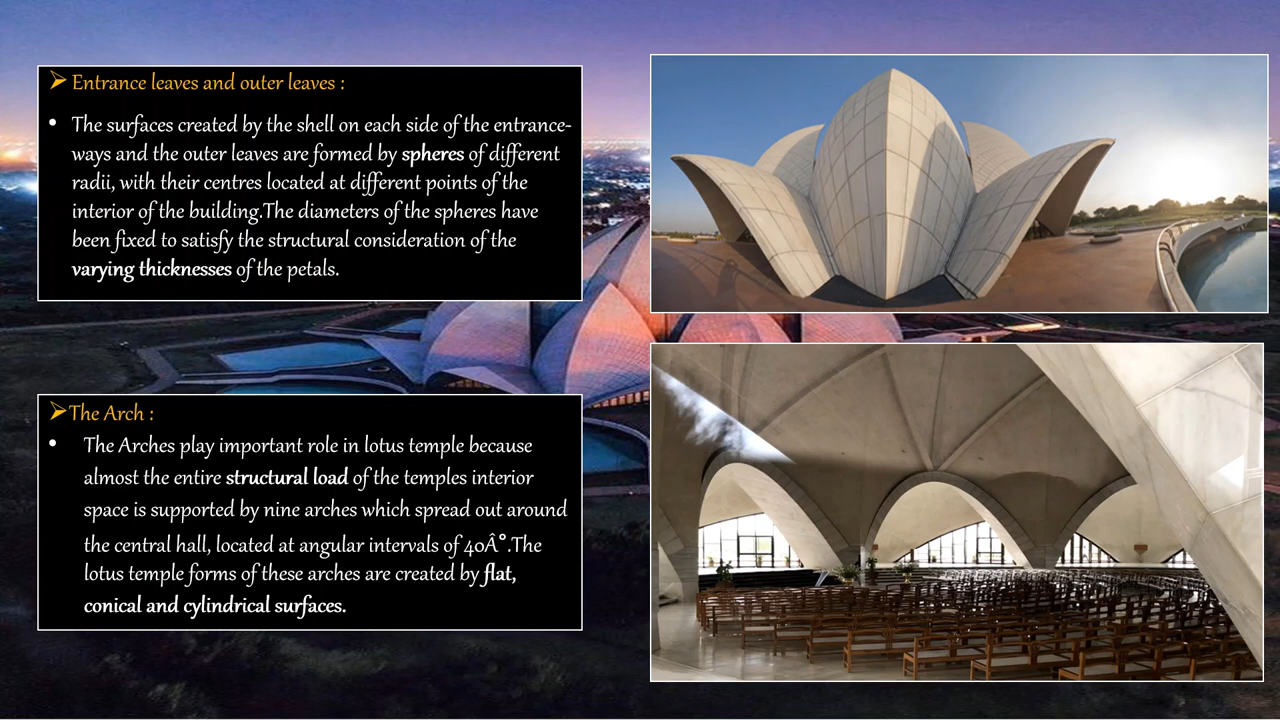 ➢ Entrance leaves and outer leaves :
• The surfaces created by the shell on each side of the entrance-
ways and the outer leaves are formed by spheres of different
radii, with their centres located at different points of the
interior of the building.The diameters of the spheres have
been fixed to satisfy the structural consideration of the
varying thicknesses of the petals.
➢The Arch :
• The Arches play important role in lotus temple because
almost the entire structural load of the temples interior
space is supported by nine arches which spread out around
the central hall, located at angular intervals of 40Â°.The
lotus temple forms of these arches are created by flat,
conical and cylindrical surfaces.